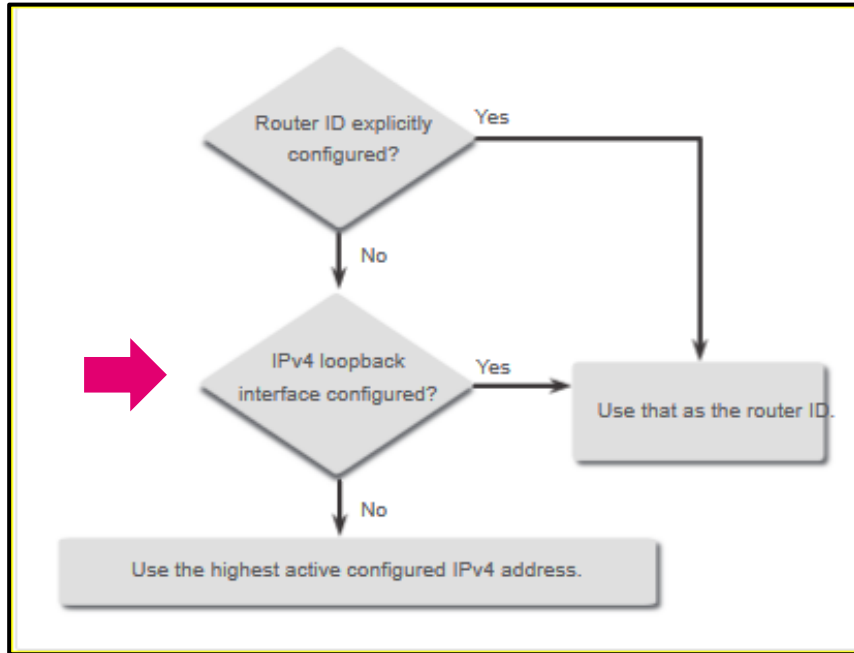 Router ID explicitly
configured?
Yes
No
IPv4 loopback
interface configured?
Yes
Use that as the router ID.
No
Use the highest active configured IPv4 address.